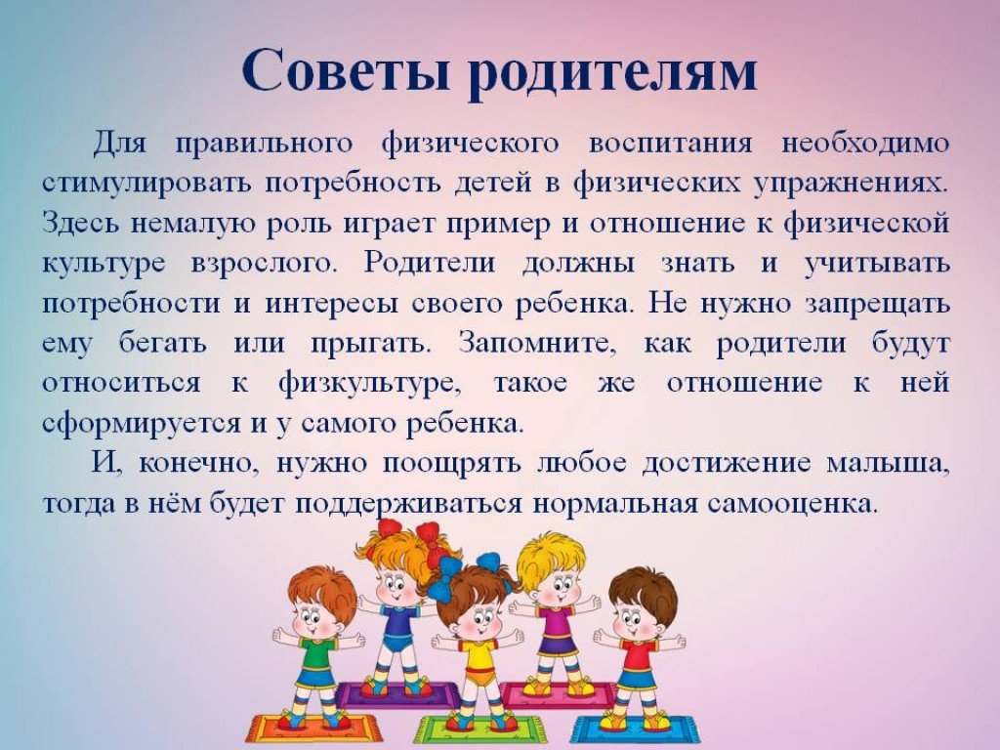 Советы родителям
Для правильного физического воспитания необходимо
стимулировать потребность детей в физических упражнениях.
Здесь немалую роль играет пример и отношение к физической
культуре взрослого. Родители должны знать и учитывать
потребности и интересы своего ребенка. Не нужно запрещать
ему бегать или прыгать. Запомните, как родители будут
относиться к физкультуре, такое же отношение к ней
сформируется и у самого ребенка.
И, конечно, нужно поощрять любое достижение малыша,
тогда в нём будет поддерживаться нормальная самооценка.